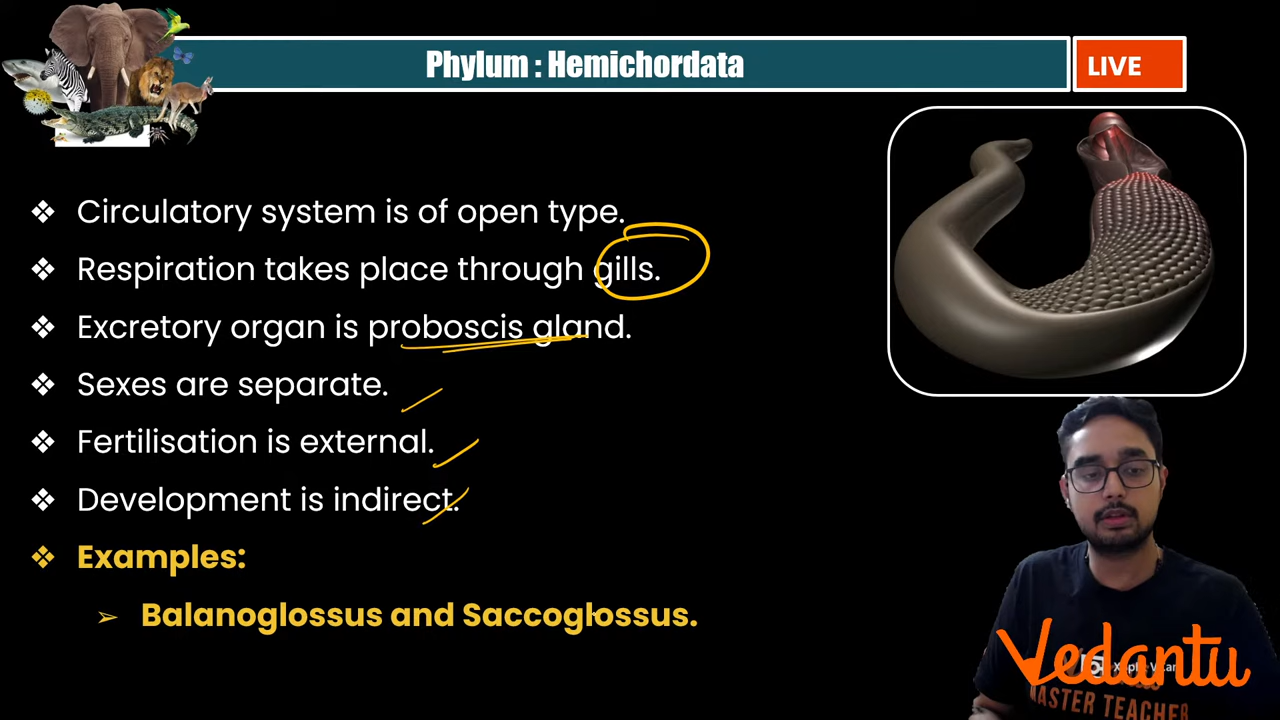 Phylum : Hemichordata
LIVE
❖ Circulatory system is of open type.
❖ Respiration takes place through gills.
❖ Excretory organ is proboscis gland.
❖ Sexes are separate.
❖ Fertilisation is external.
❖ Development is indirect.
❖ Examples:
➢ Balanoglossus and Saccoglossus.
Vedantu
MASTER TEACHER